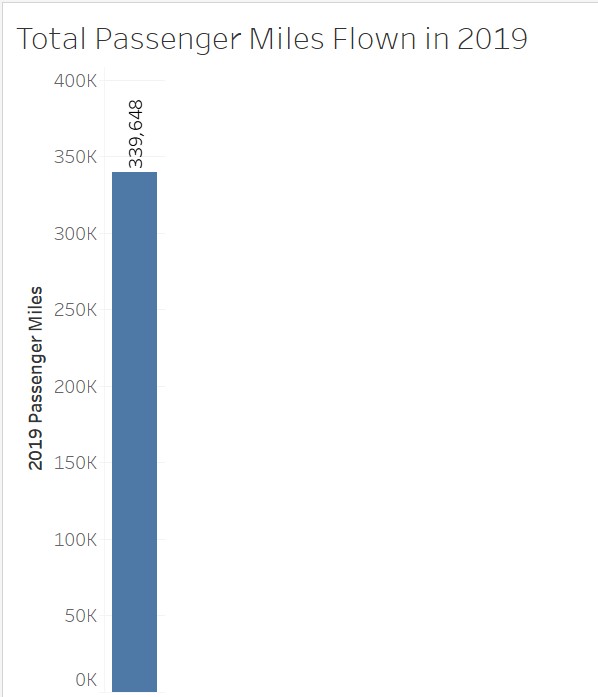 Total Passenger Miles Flown in 2019
400K
339,648
350K
300K
250K
2019 Passenger Miles
200K
150K
100K
50K
0K